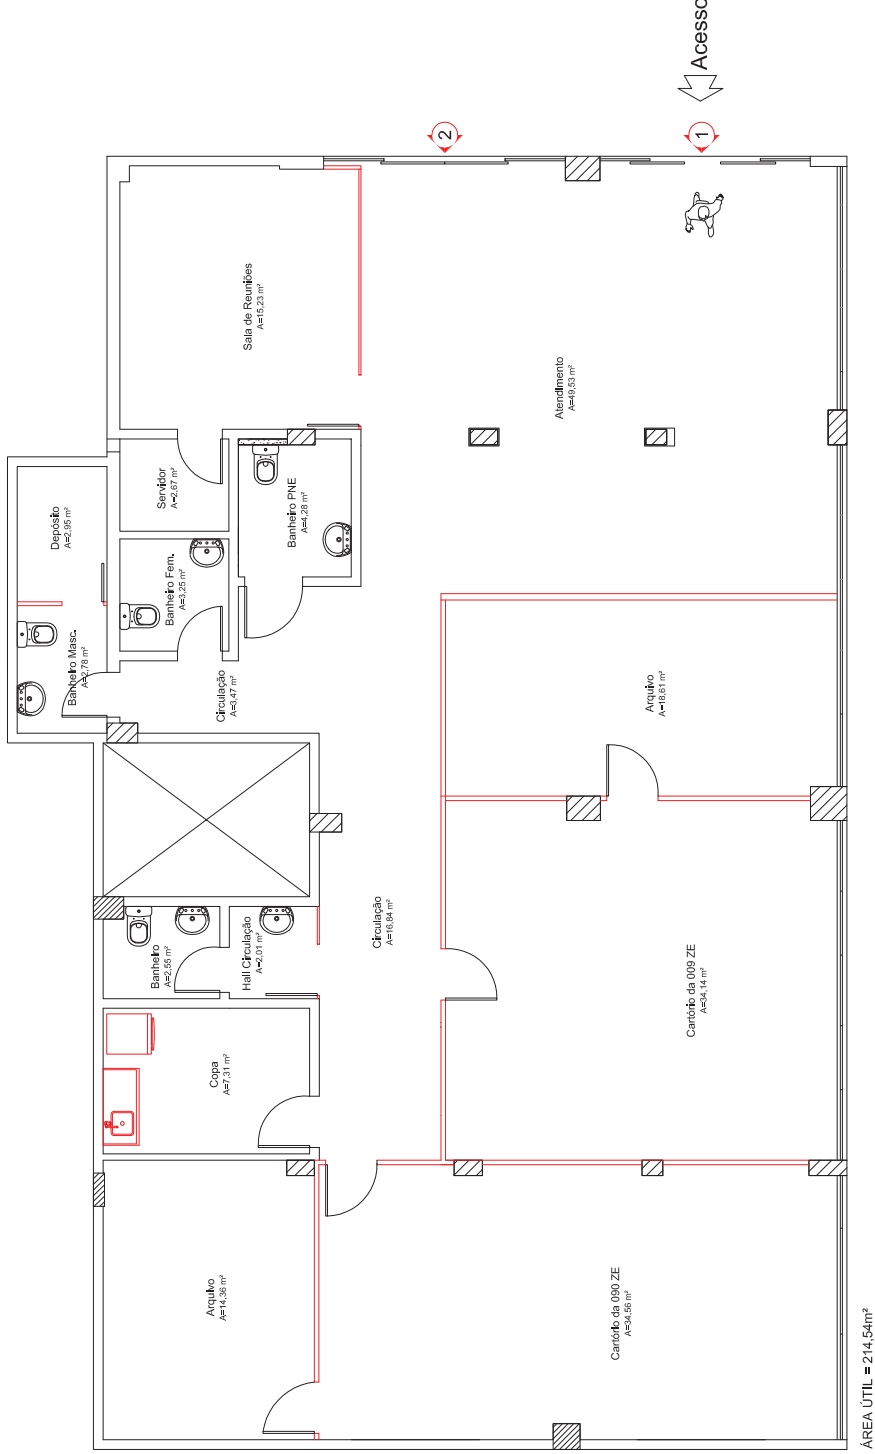 Acesso
2
1
Sala de Reuniões
A=15,23 m²
Atendimento
A=49,53 m²
Servidor
A=2,67 m²
Depósito
A=2,95 m²
Banheiro PNE
A=4,28 m²
Banheiro Fem.
A=3,25 m²
Banheiro Masc.
A=2,78 m²
Circulação
A=3,47 m²
Arquivo
A=18,61 m²
Circulação
A=16,84 m²
Banheiro
A=2,55 m²
Hall Circulação
A=2,01 m²
Cartório da 009 ZE
A=34,14 m²
Copa
A=7,31 m²
Arquivo
A=14,36 m²
Cartório da 090 ZE
A=34,56 m²
ÁREA ÚTIL = 214,54m²